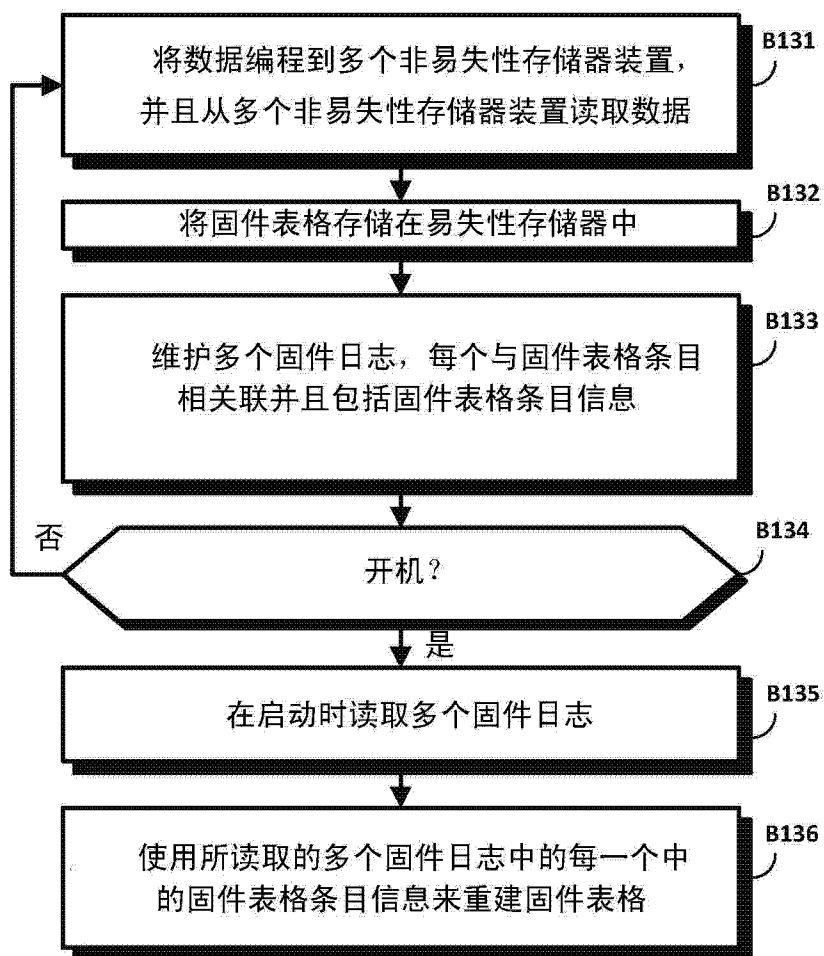 B131
将数据编程到多个非易失性存储器装置，
并且从多个非易失性存储器装置读取数据
B132
将固件表格存储在易失性存储器中
B133
维护多个固件日志，每个与固件表格条目
相关联并且包括固件表格条目信息
否
B134
开机？
是
B135
在启动时读取多个固件日志
B136
使用所读取的多个固件日志中的每一个中
的固件表格条目信息来重建固件表格